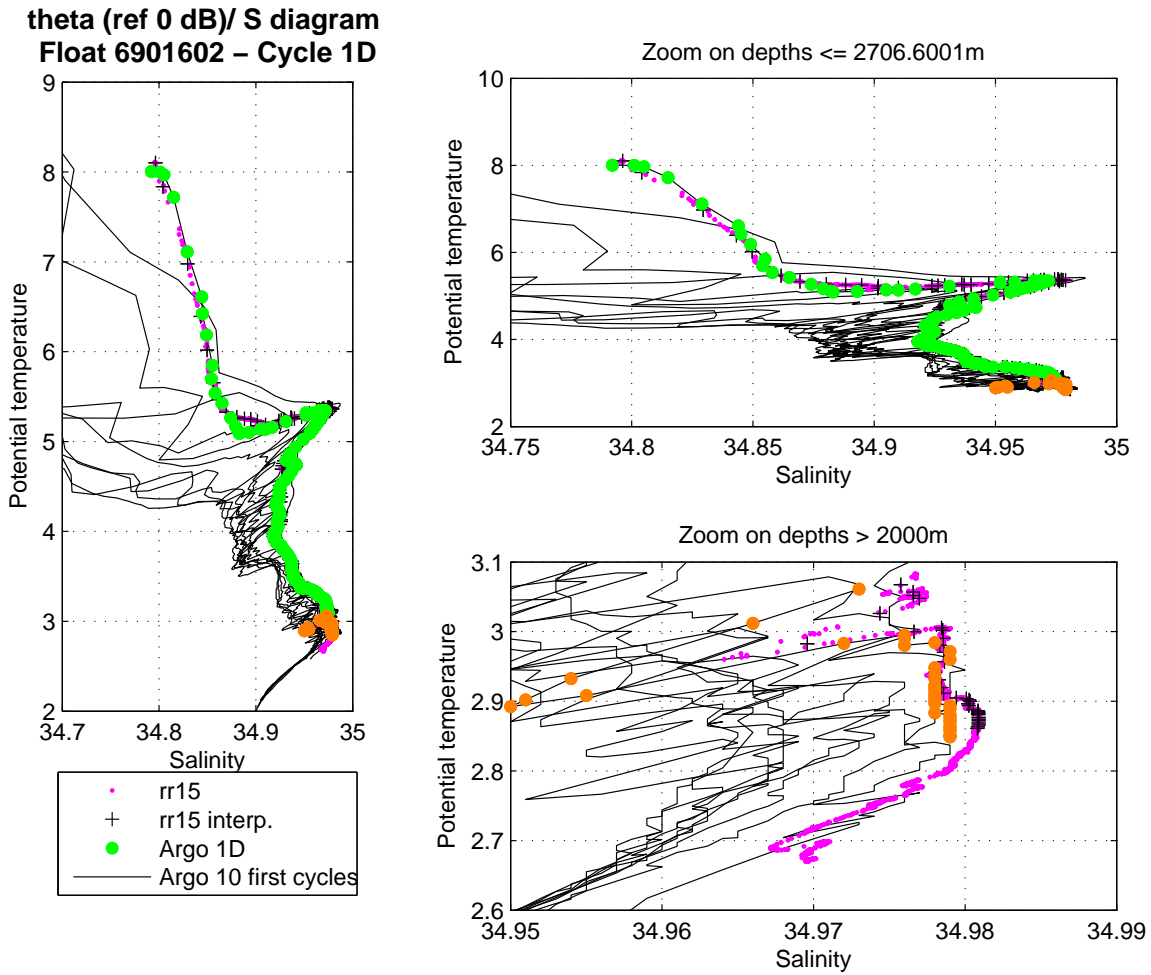 theta (ref 0 dB)/ S diagram
Float 6901602 – Cycle 1D
9
8
7
6
5
4
3
2
34.7
34.8
34.9
35
Potential temperature
Salinity
rr15
rr15 interp.
Argo 1D
Argo 10 first cycles
Zoom on depths <= 2706.6001m
10
8
6
4
2
34.75
34.8
34.85
34.9
34.95
35
Potential temperature
Salinity
Zoom on depths > 2000m
3.1
3
2.9
2.8
2.7
2.6
34.95
34.96
34.97
34.98
34.99
Potential temperature
Salinity